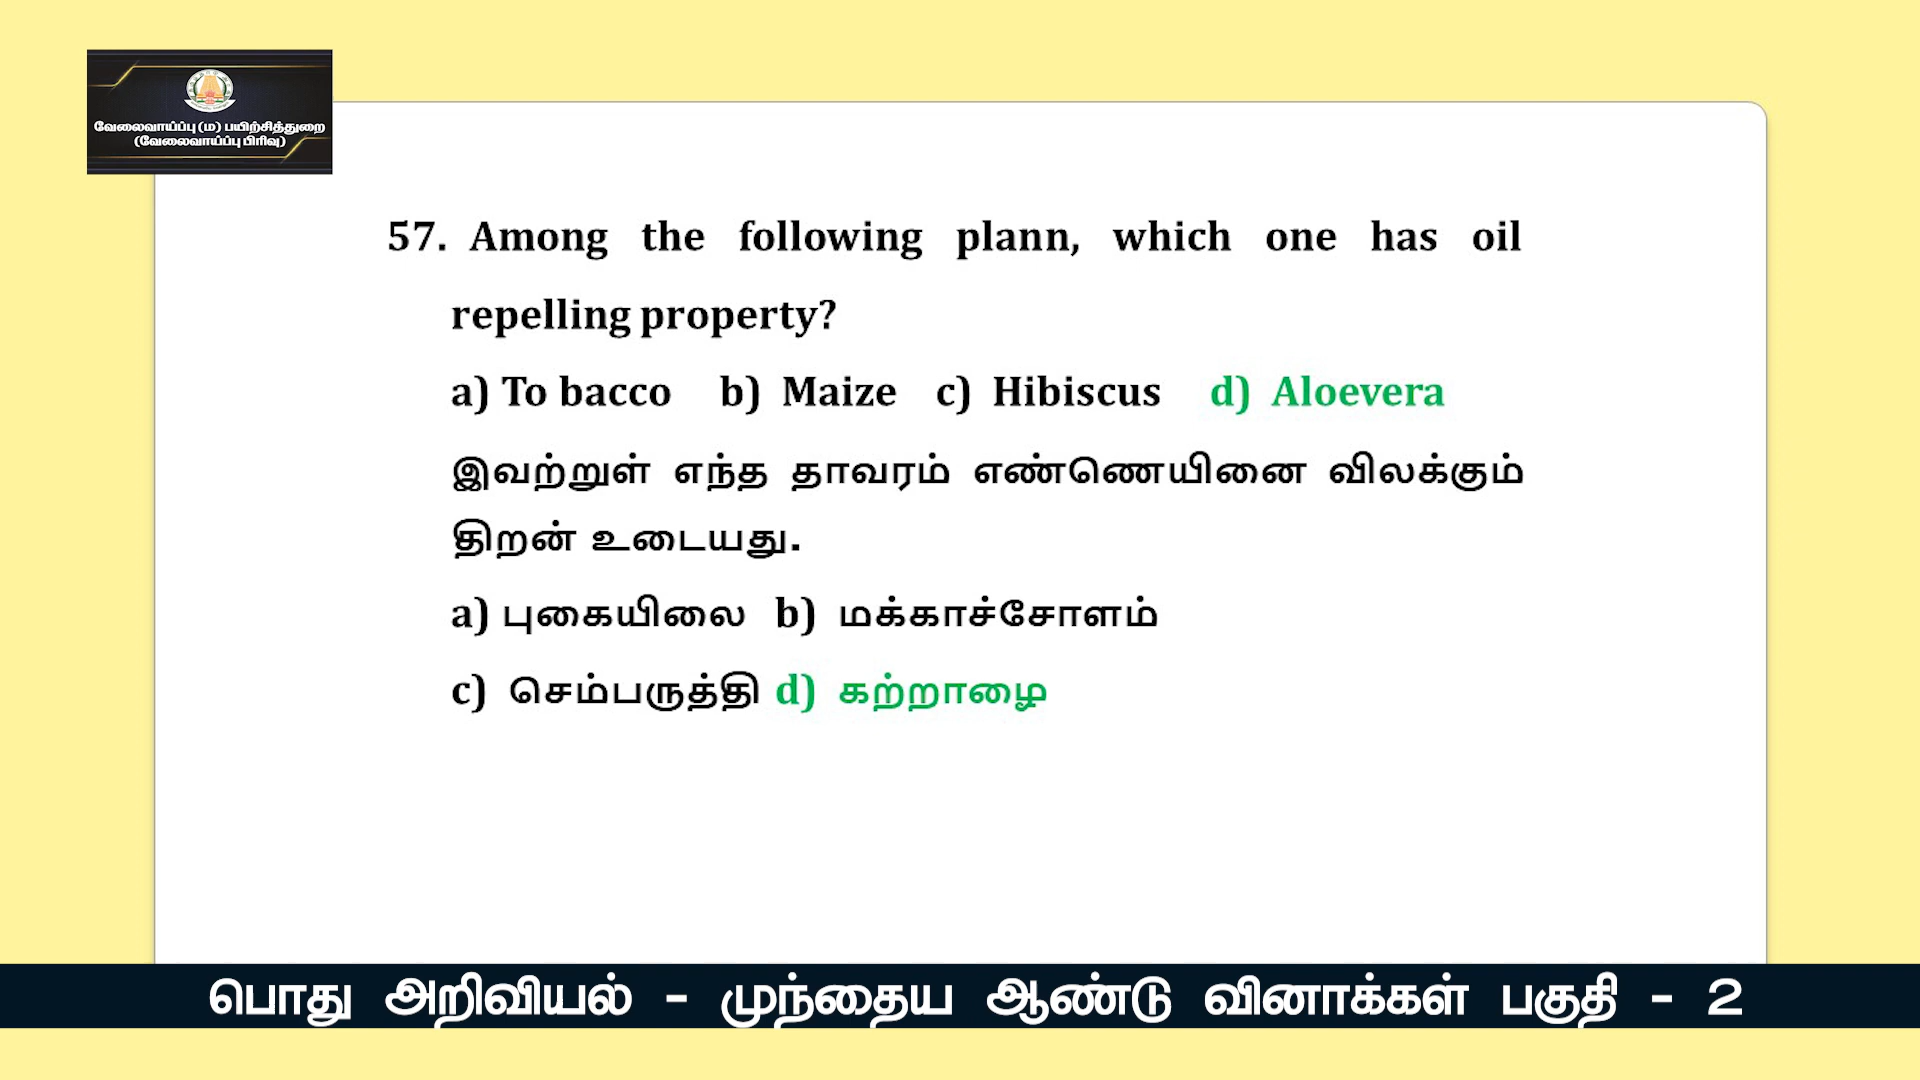 வேலைவாய்ப்பு (ம) பயிற்சித்துறை
(வேலைவாய்ப்பு பிரிவு)
57. Among the following plann, which one has oil
repelling property?
a) To bacco b) Maize c) Hibiscus d) Aloevera
இவற்றுள் எந்த தாவரம் எண்ணெயினை விலக்கும்
திறன் உடையது.
a) புகையிலை b) மக்காச்சோளம்
c) செம்பருத்தி d) கற்றாழை
பொது அறிவியல் - முந்தைய ஆண்டு வினாக்கள் பகுதி - 2